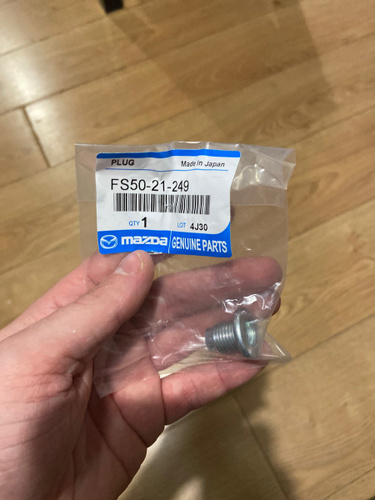 PLUG Made in Japan
FS50-21-249
QTY 1 LOT 4J30
mazda GENUINE PARTS